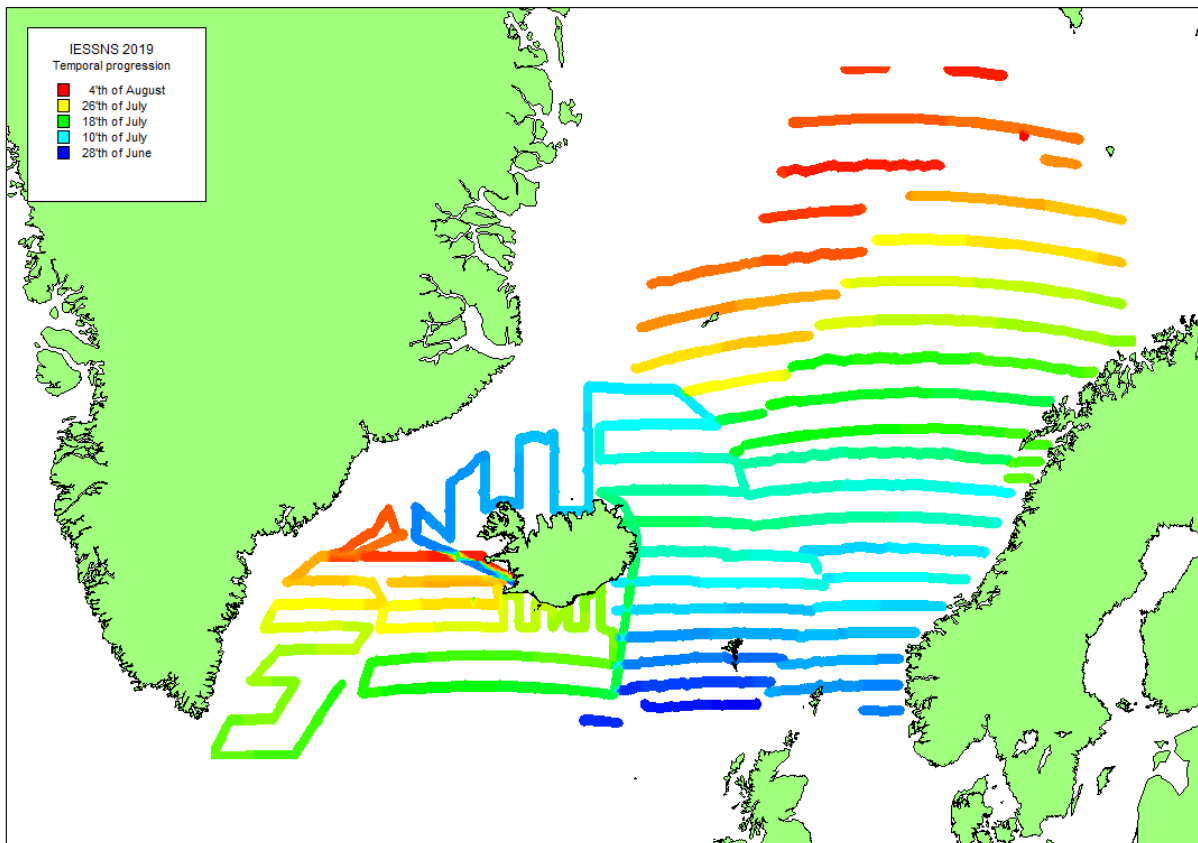 IESSNS 2019
Temporal progression
4'th of August
26'th of July
18'th of July
10'th of July
28'th of June